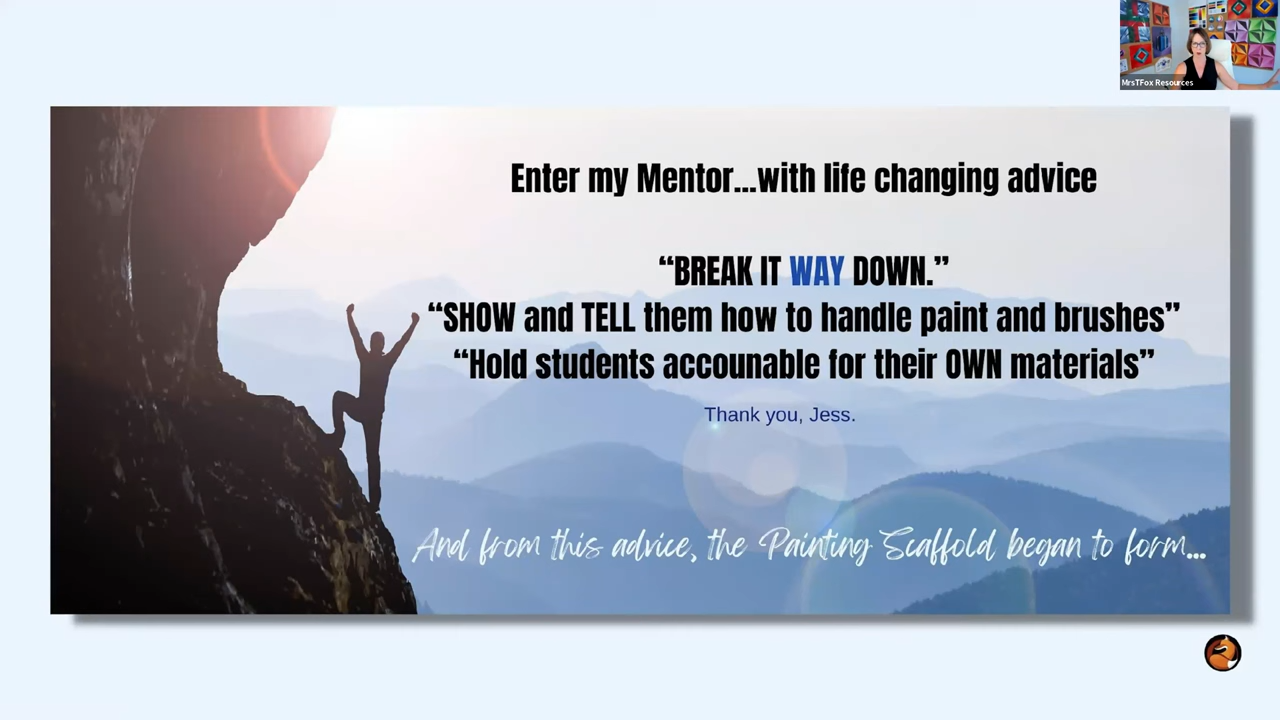 MrsTFox Resources
Enter my Mentor...with life changing advice
“BREAK IT WAY DOWN.”
“SHOW and TELL them how to handle paint and brushes”
“Hold students accounable for their OWN materials”
Thank you, Jess.
And from this advice, the Painting Scaffold began to form...